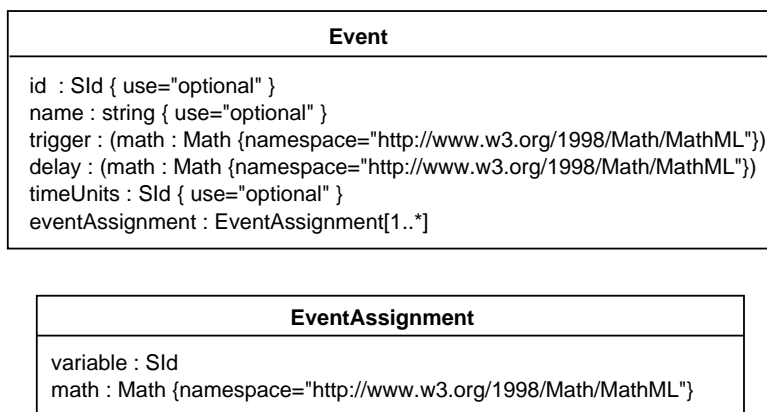 Event
id : SId { use="optional" }
name : string { use="optional" }
trigger : (math : Math {namespace="http://www.w3.org/1998/Math/MathML"})
delay : (math : Math {namespace="http://www.w3.org/1998/Math/MathML"})
timeUnits : SId { use="optional" }
eventAssignment : EventAssignment[1..*]
EventAssignment
variable : SId
math : Math {namespace="http://www.w3.org/1998/Math/MathML"}